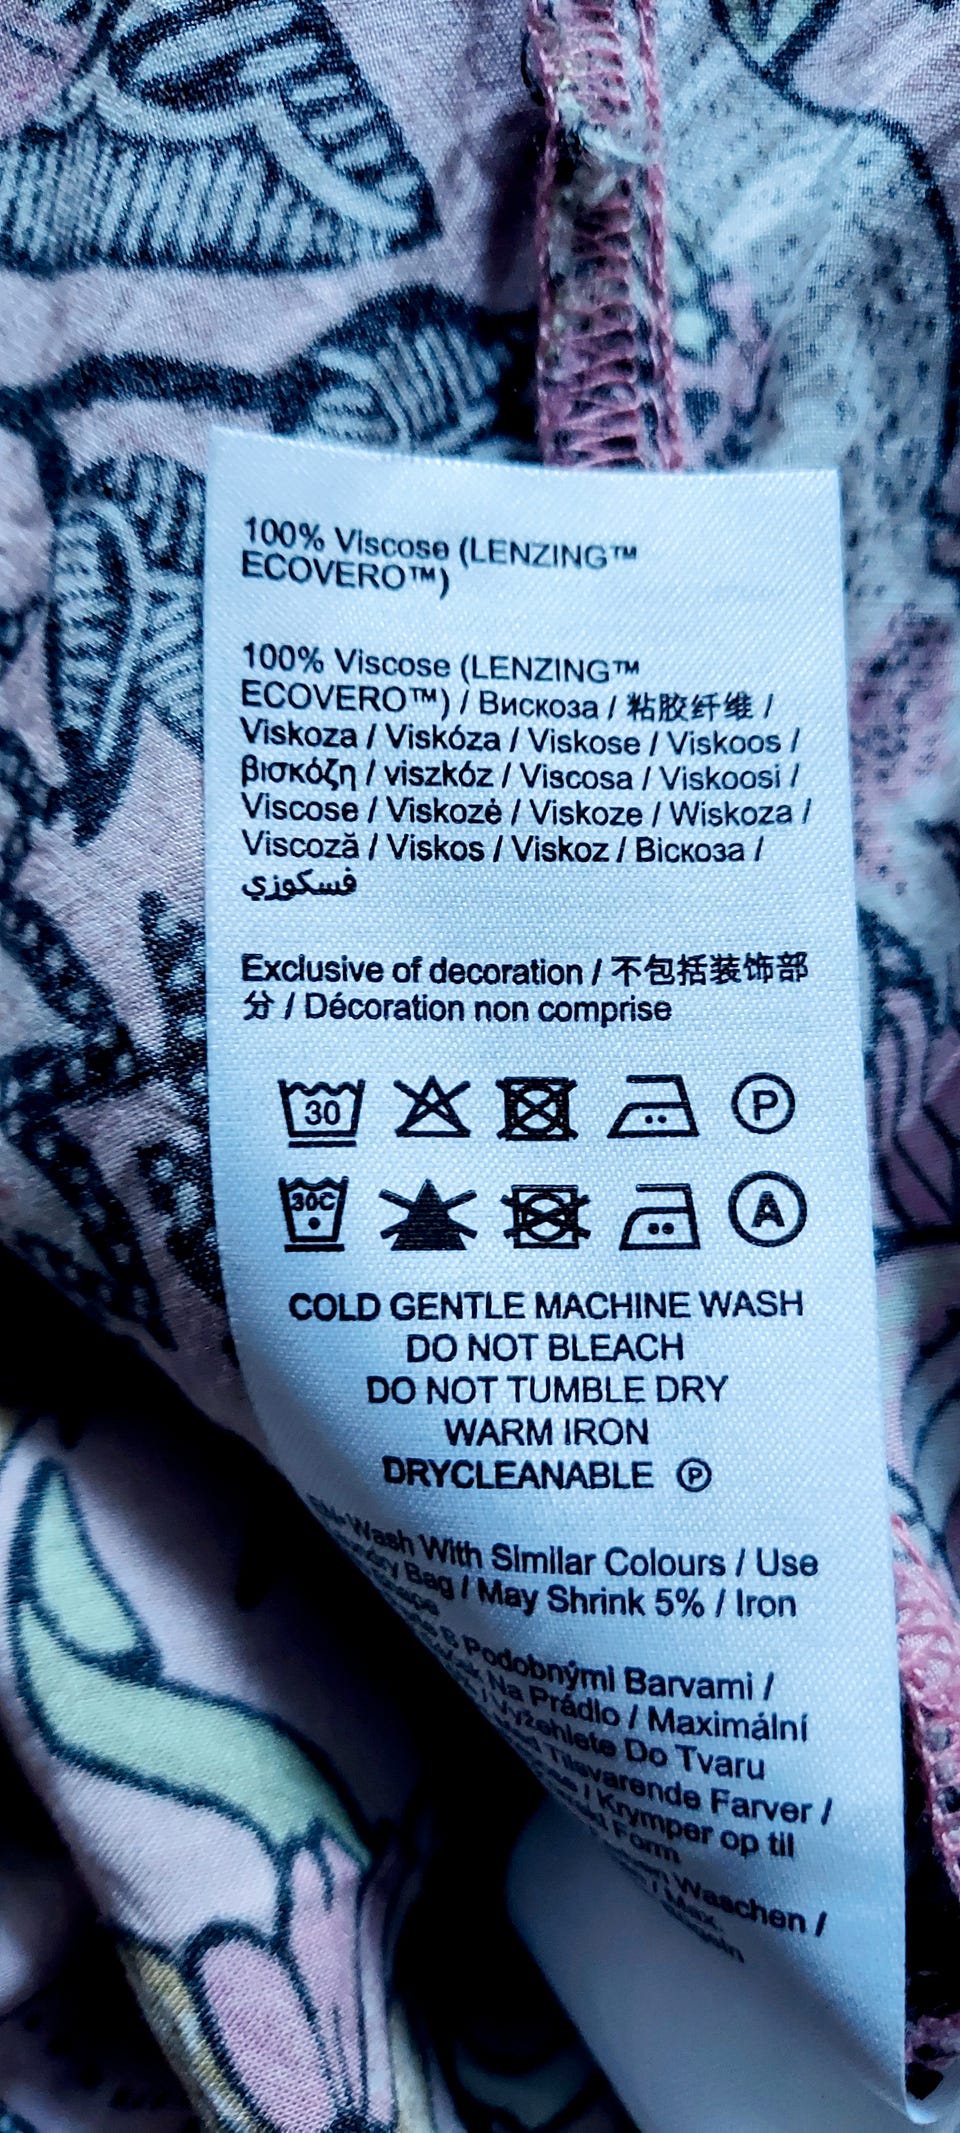 100% Viscose (LENZING™
ECOVERO™)
100% Viscose (LENZING™
ECOVERO™) / Вискоза / 粘胶纤维 /
Viskoza / Viskóza / Viskose / Viskoos /
βισκόζη / viszkóz / Viscosa / Viskoosi /
Viscose / Viskozė / Viskoze / Wiskoza /
Viscoză / Viskos / Viskoz / Віскоза /
فسكوزي
Exclusive of decoration / 不包括装饰部
分 / Décoration non comprise
30 P
30C A
COLD GENTLE MACHINE WASH
DO NOT BLEACH
DO NOT TUMBLE DRY
WARM IRON
DRYCLEANABLE Ⓟ
Wash With Similar Colours / Use
Bag / May Shrink 5% / Iron
Podobnými Barvami /
Na Prádlo / Maximální
Vyžehlete Do Tvaru
Tilsvarende Farver /
/ Krymper op til
Form
Waschen /
/ Max.